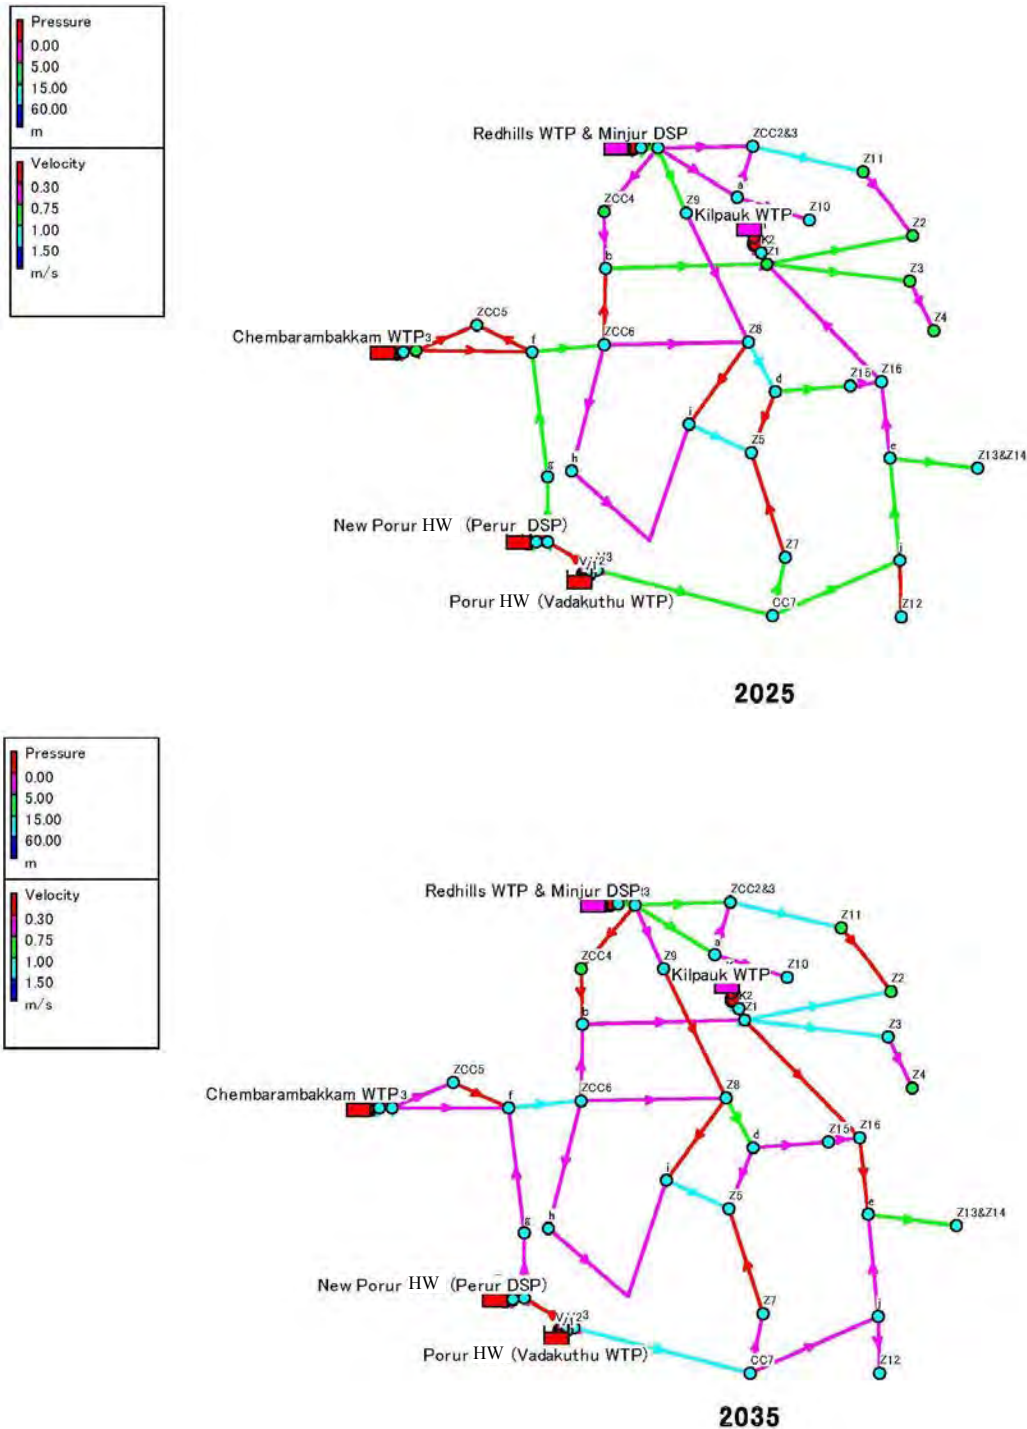 Pressure
0.00
5.00
15.00
60.00
m
Velocity
0.30
0.75
1.00
1.50
m/s
Redhills WTP & Minjur DSP
ZCC2&3
Z11
a
ZCC4
Z9
Z10
Kilpauk WTP
Z2
K2
Z1
b
Z3
Z4
ZCC5
Chembarambakkam WTP3
f
ZCC6
Z8
d
Z15
Z16
i
Z5
e
Z13&Z14
g
h
New Porur HW (Perur DSP)
Z7
j
Porur HW (Vadakuthu WTP)
CC7
Z12
2025
Pressure
0.00
5.00
15.00
60.00
m
Velocity
0.30
0.75
1.00
1.50
m/s
Redhills WTP & Minjur DSP
ZCC2&3
Z11
a
ZCC4
Z9
Z10
Kilpauk WTP
Z2
K2
Z1
b
Z3
Z4
ZCC5
Chembarambakkam WTP3
f
ZCC6
Z8
d
Z15
Z16
i
Z5
e
Z13&Z14
g
h
New Porur HW (Perur DSP)
Z7
j
Porur HW (Vadakuthu WTP)
CC7
Z12
2035